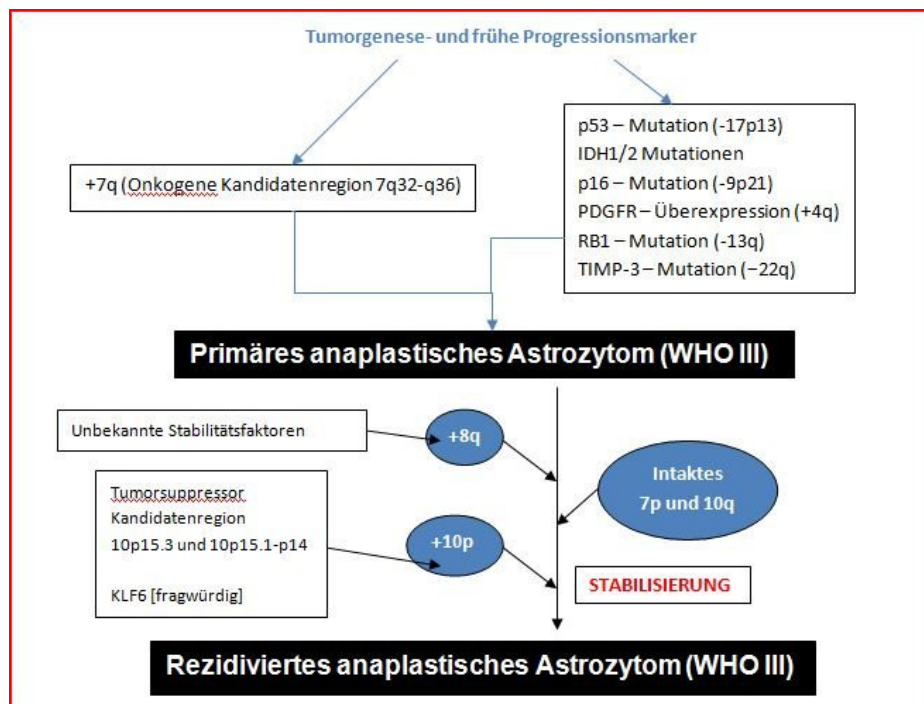 Tumorgenese- und frühe Progressionsmarker
+7q (Onkogene Kandidatenregion 7q32-q36)
p53 – Mutation (-17p13)
IDH1/2 Mutationen
p16 – Mutation (-9p21)
PDGFR – Überexpression (+4q)
RB1 – Mutation (-13q)
TIMP-3 – Mutation (–22q)
Primäres anaplastisches Astrozytom (WHO III)
Unbekannte Stabilitätsfaktoren
+8q
Intaktes
7p und 10q
Tumorsuppressor
Kandidatenregion
10p15.3 und 10p15.1-p14
KLF6 [fragwürdig]
+10p
STABILISIERUNG
Rezidiviertes anaplastisches Astrozytom (WHO III)